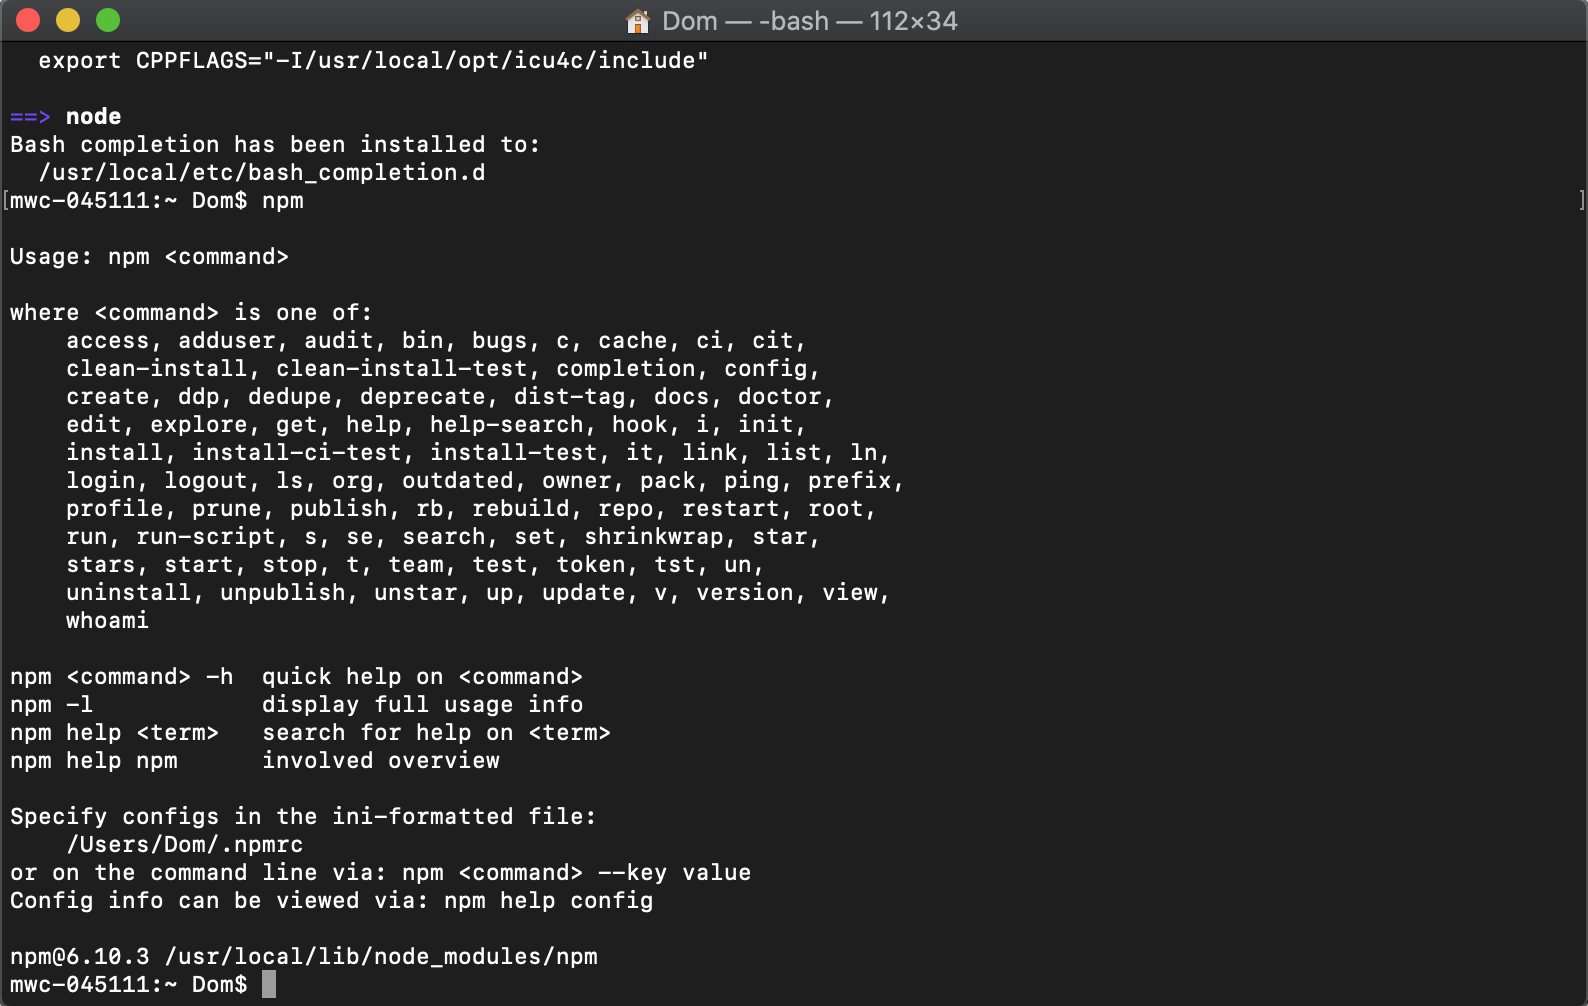 Dom — -bash — 112×34
  export CPPFLAGS="-I/usr/local/opt/icu4c/include"

==> node
Bash completion has been installed to:
  /usr/local/etc/bash_completion.d
[mwc-045111:~ Dom$ npm ]

Usage: npm <command>

where <command> is one of:
    access, adduser, audit, bin, bugs, c, cache, ci, cit,
    clean-install, clean-install-test, completion, config,
    create, ddp, dedupe, deprecate, dist-tag, docs, doctor,
    edit, explore, get, help, help-search, hook, i, init,
    install, install-ci-test, install-test, it, link, list, ln,
    login, logout, ls, org, outdated, owner, pack, ping, prefix,
    profile, prune, publish, rb, rebuild, repo, restart, root,
    run, run-script, s, se, search, set, shrinkwrap, star,
    stars, start, stop, t, team, test, token, tst, un,
    uninstall, unpublish, unstar, up, update, v, version, view,
    whoami

npm <command> -h  quick help on <command>
npm -l            display full usage info
npm help <term>   search for help on <term>
npm help npm      involved overview

Specify configs in the ini-formatted file:
    /Users/Dom/.npmrc
or on the command line via: npm <command> --key value
Config info can be viewed via: npm help config

npm@6.10.3 /usr/local/lib/node_modules/npm
mwc-045111:~ Dom$